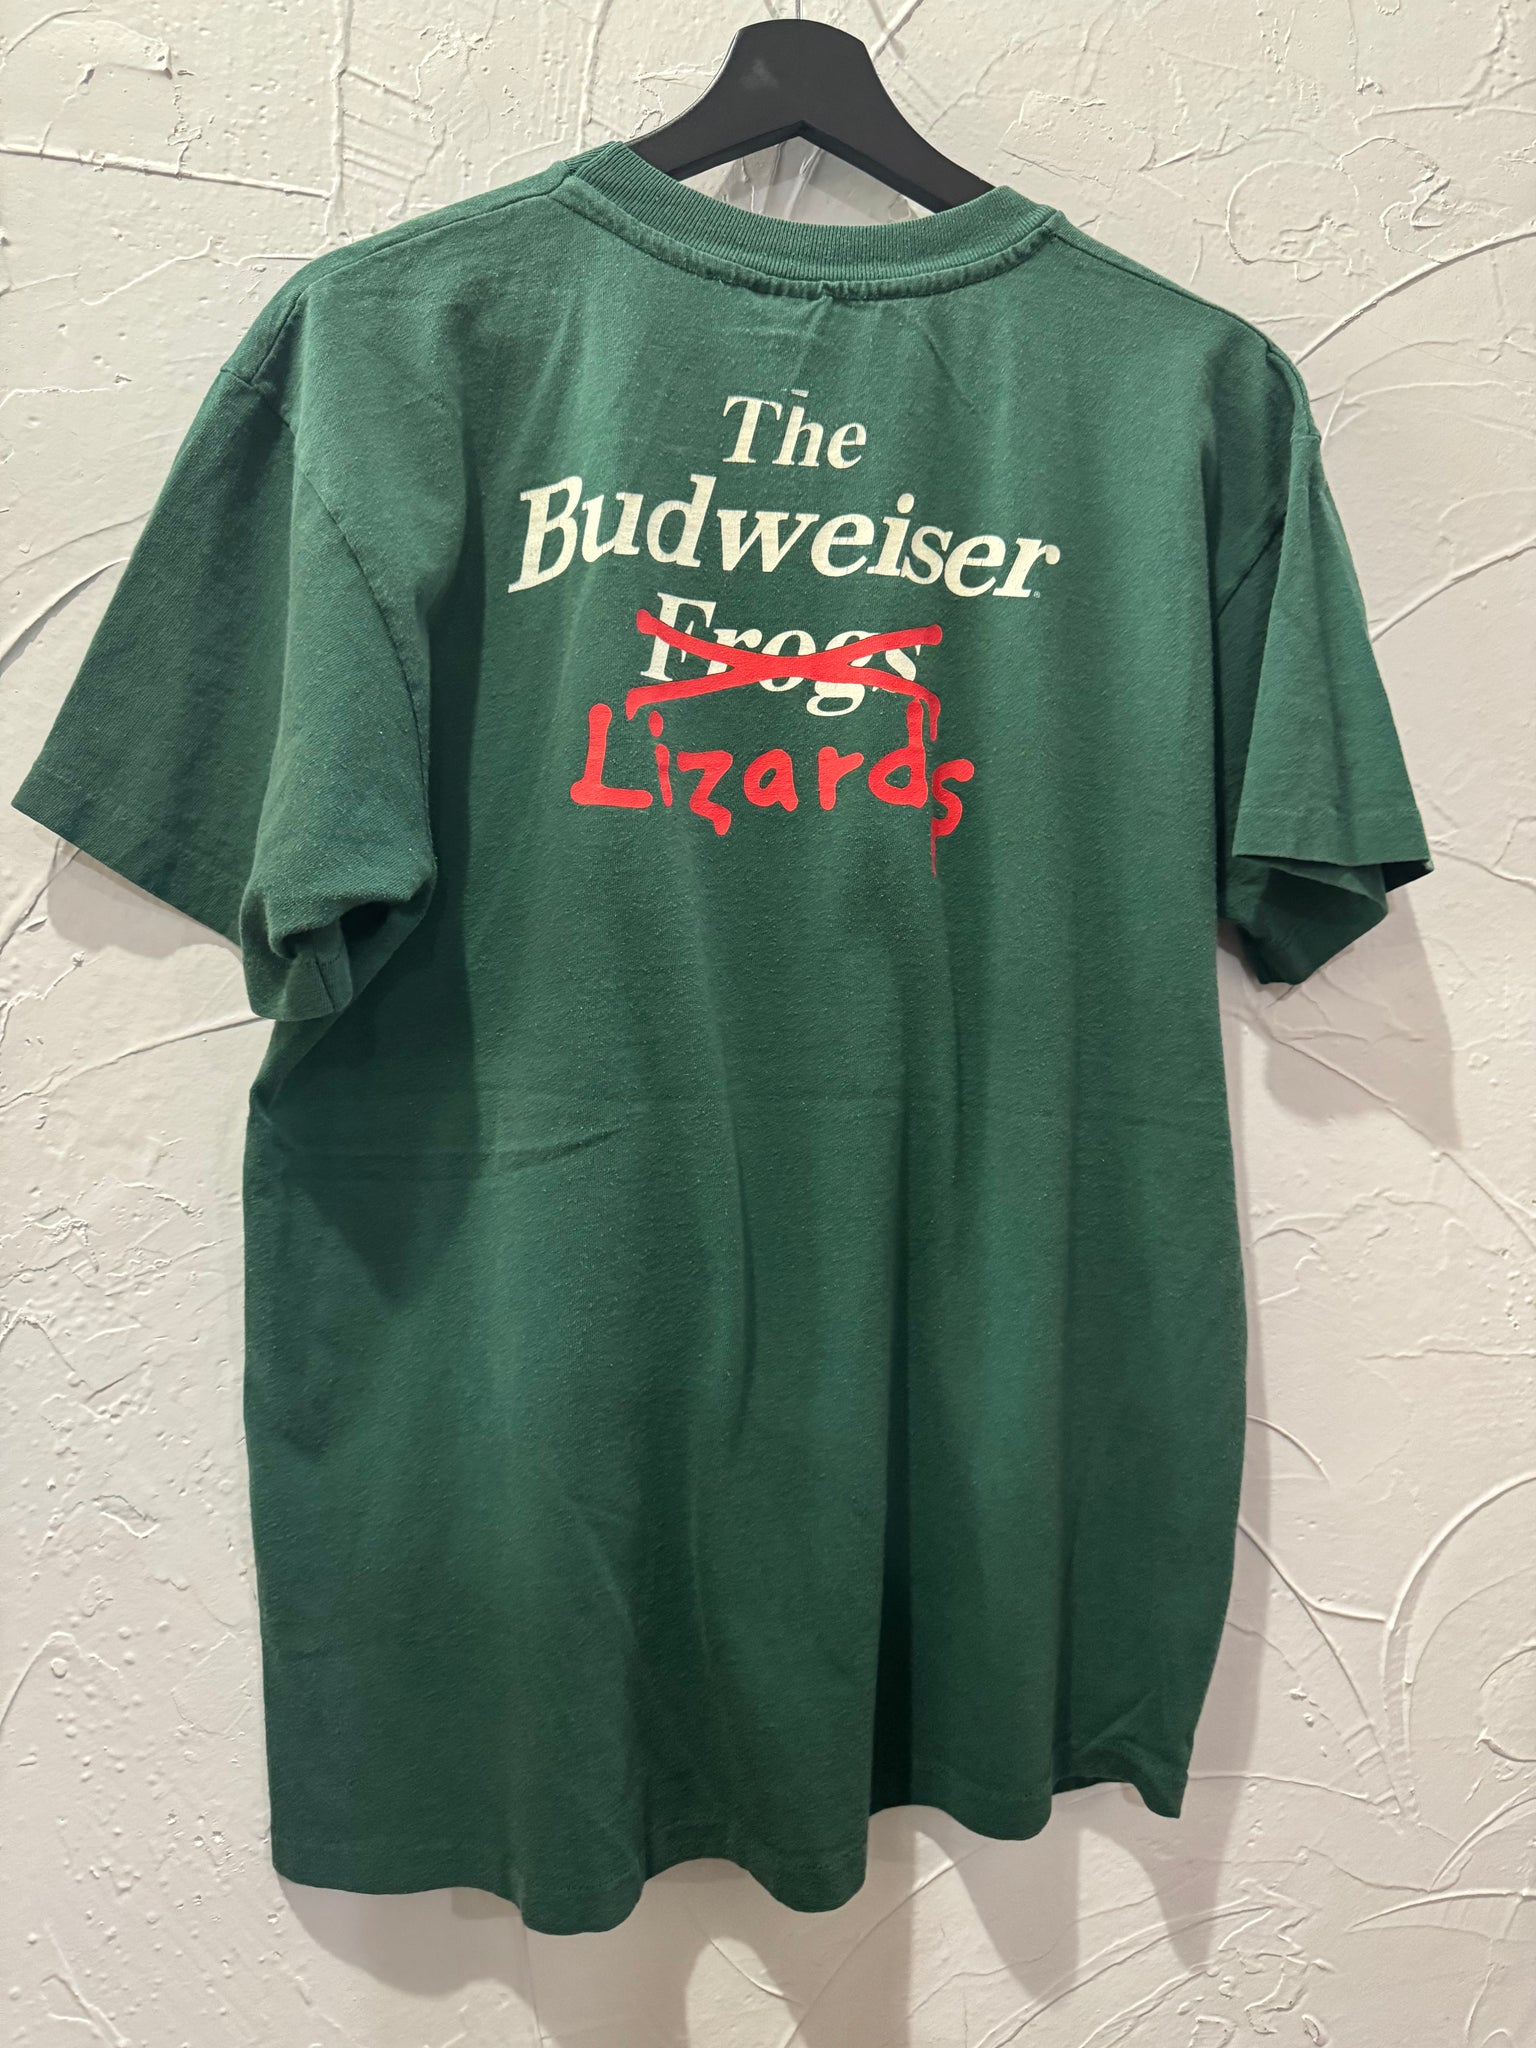 The
Budweiser®
Frogs
Lizards